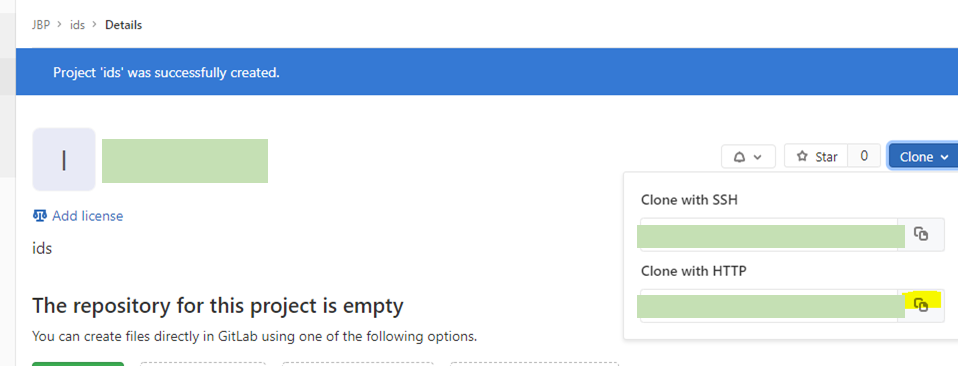 JBP > ids > Details
Project 'ids' was successfully created.
I
Star 0 Clone
Add license
ids
Clone with SSH
Clone with HTTP
The repository for this project is empty
You can create files directly in GitLab using one of the following options.